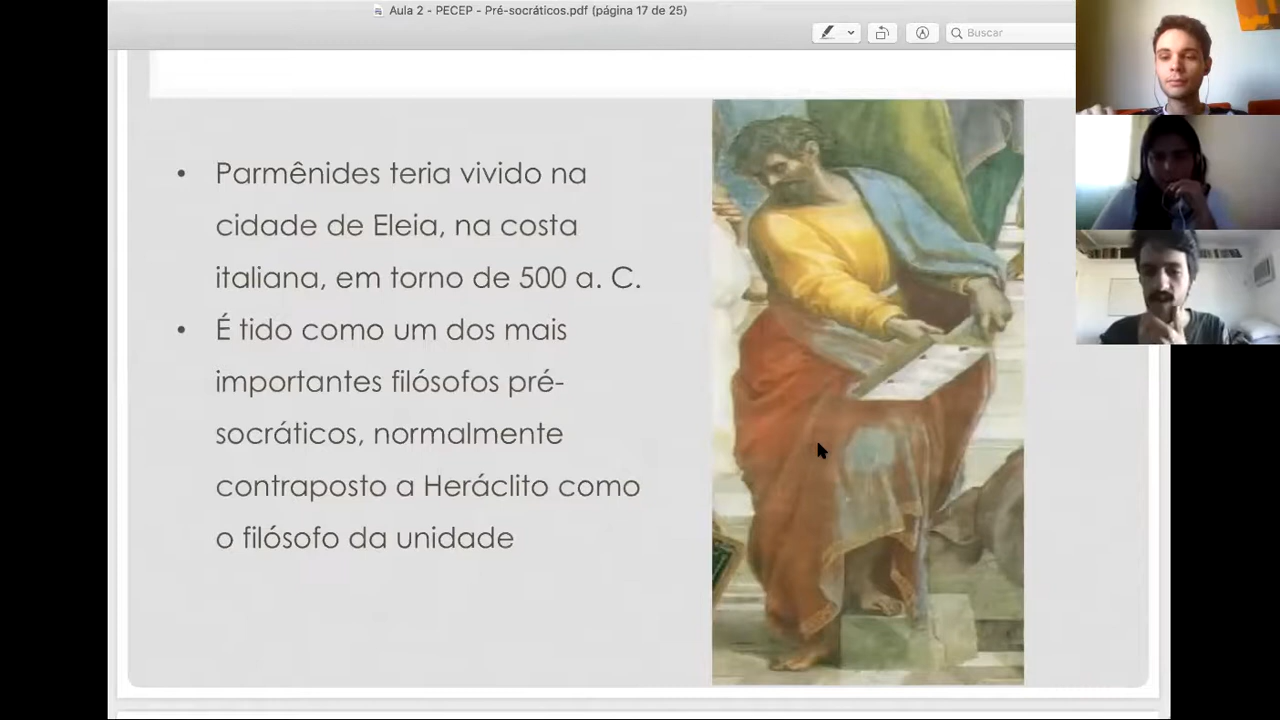 Aula 2 - PECEP - Pré-socráticos.pdf (página 17 de 25)
Buscar
• Parmênides teria vivido na
cidade de Eleia, na costa
italiana, em torno de 500 a. C.
• É tido como um dos mais
importantes filósofos pré-
socráticos, normalmente
contraposto a Heráclito como
o filósofo da unidade